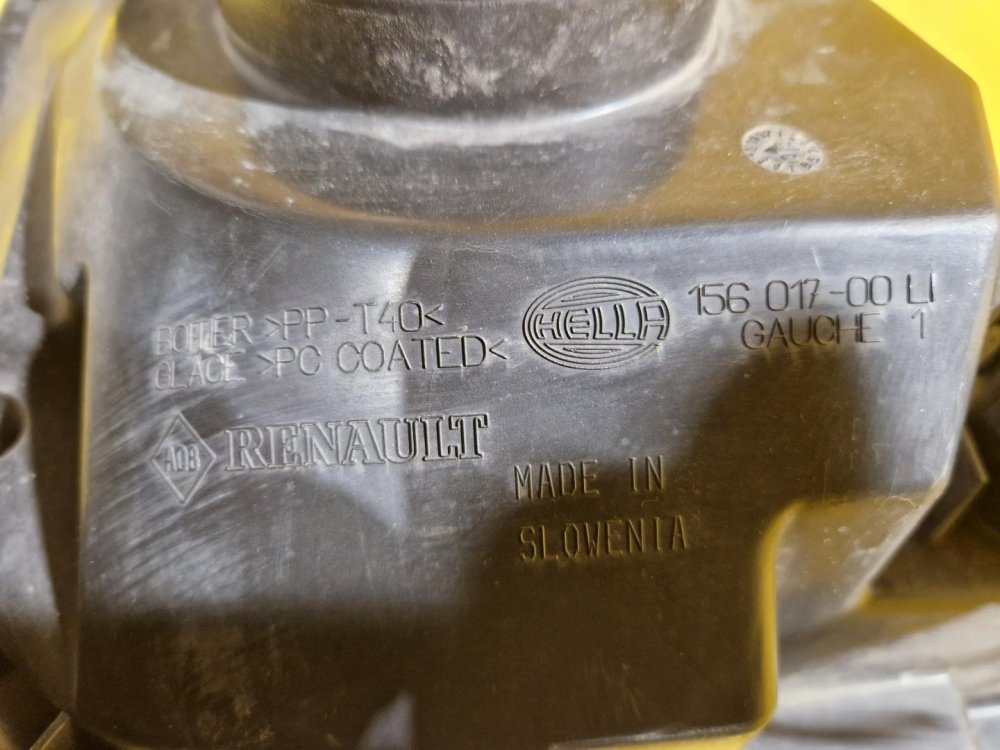 BOITIER >PP-T40<
GLACE >PC COATED<
HELLA
156 017-00 LI
GAUCHE 1
RENAULT
MADE IN
SLOWENIA